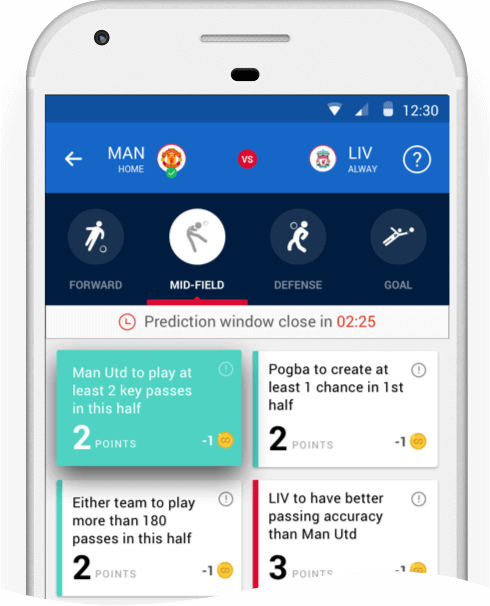 12:30
MAN VS LIV ?
HOME ALWAY
FORWARD MID-FIELD DEFENSE GOAL
Prediction window close in 02:25
Man Utd to play at
least 2 key passes
in this half
2 POINTS -1
Pogba to create at
least 1 chance in 1st
half
2 POINTS -1
Either team to play
more than 180
passes in this half
2 POINTS -1
LIV to have better
passing accuracy
than Man Utd
3 POINTS -1